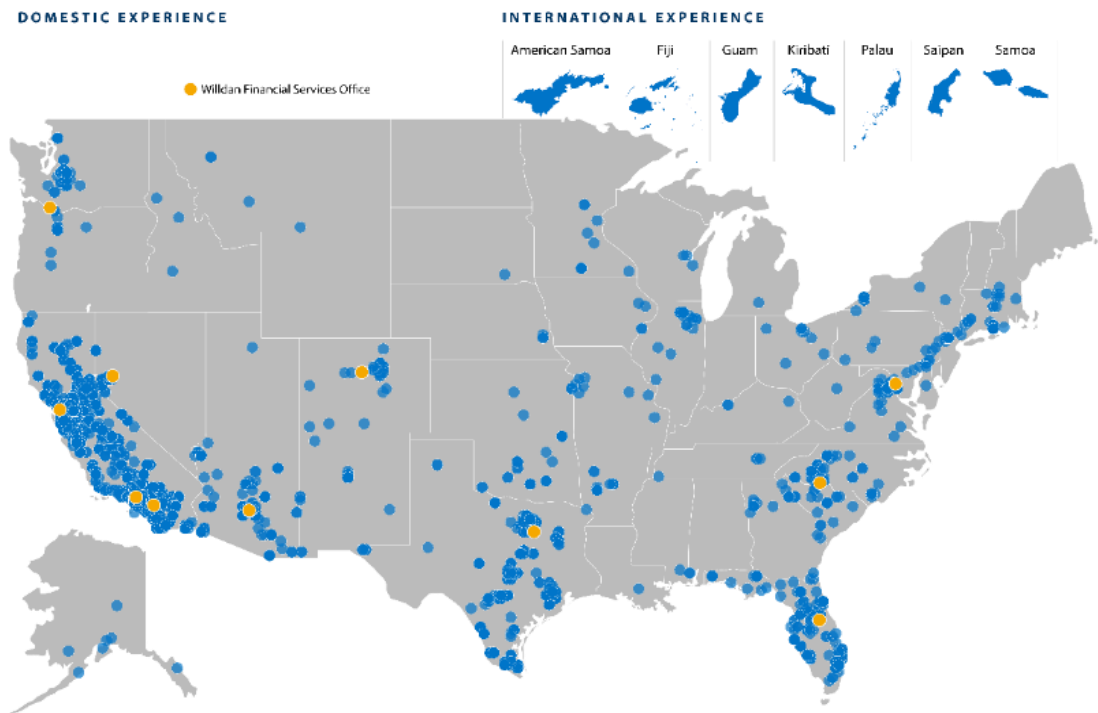 DOMESTIC EXPERIENCE
INTERNATIONAL EXPERIENCE
American Samoa
Fiji
Guam
Kiribati
Palau
Saipan
Samoa
Willdan Financial Services Office